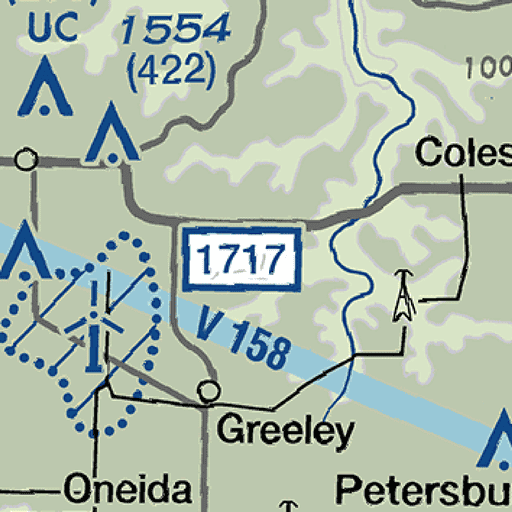 UC
1554
(422)
100
Coles
1717
V 158
Greeley
Oneida
Petersbu